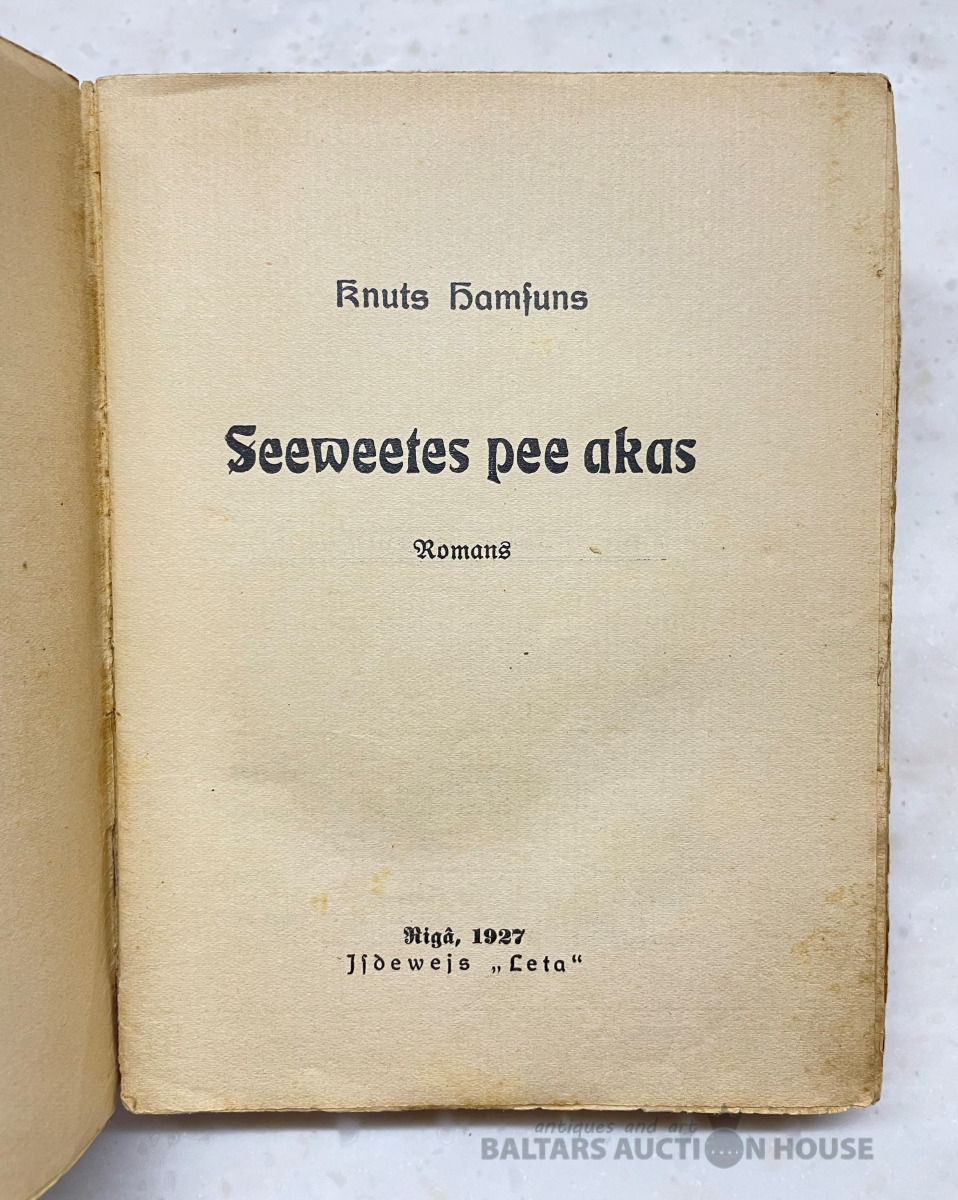 Knuts Hamſuns
Seeweetes pee akas
Romans
Rigâ, 1927
Iſdewejs „Leta“
antiques and art
BALTARS AUCTION HOUSE